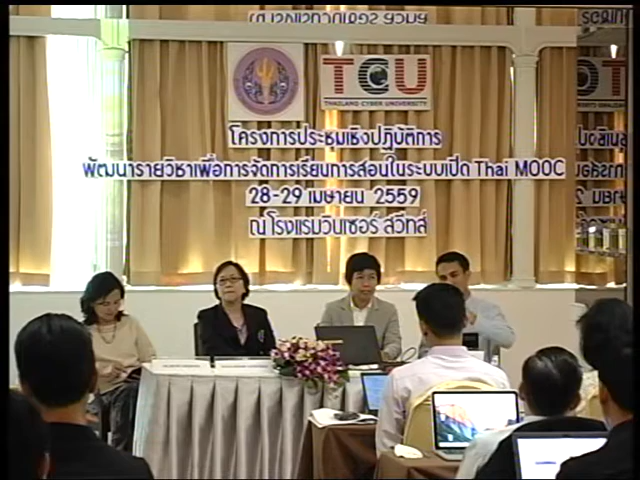 TCU
THAILAND CYBER UNIVERSITY
โครงการประชุมเชิงปฏิบัติการ
พัฒนารายวิชาเพื่อการจัดการเรียนการสอนในระบบเปิด Thai MOOC
28-29 เมษายน 2559
ณ โรงแรมวินเซอร์ สวีทส์